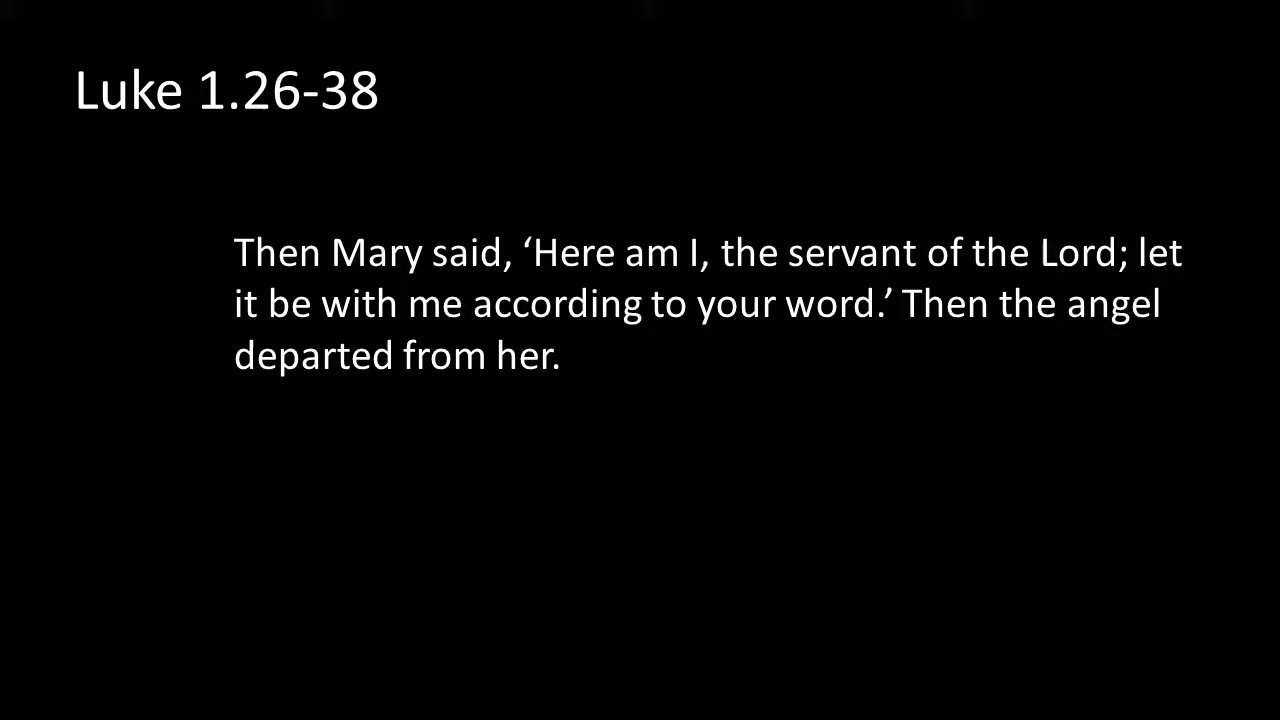 Luke 1.26-38
Then Mary said, ‘Here am I, the servant of the Lord; let
it be with me according to your word.’ Then the angel
departed from her.